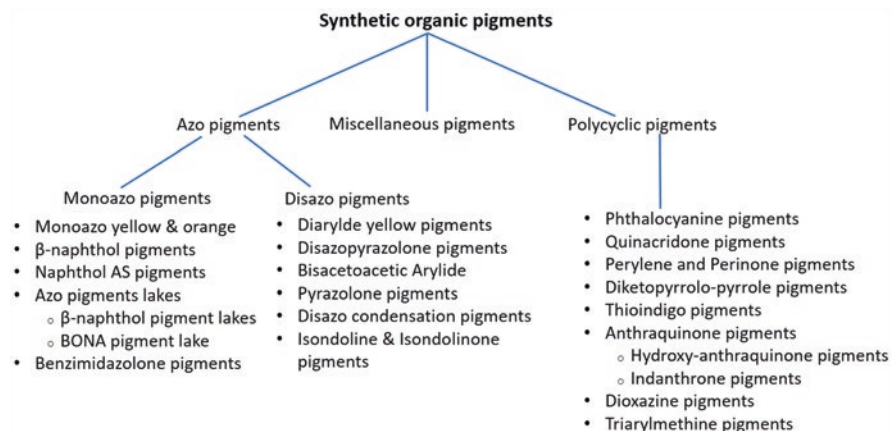 Synthetic organic pigments
Azo pigments
Miscellaneous pigments
Polycyclic pigments
Monoazo pigments
• Monoazo yellow & orange
• β-naphthol pigments
• Naphthol AS pigments
• Azo pigments lakes
○ β-naphthol pigment lakes
○ BONA pigment lake
• Benzimidazolone pigments
Disazo pigments
• Diarylde yellow pigments
• Disazopyrazolone pigments
• Bisacetoacetic Arylide
• Pyrazolone pigments
• Disazo condensation pigments
• Isondoline & Isondolinone
pigments
• Phthalocyanine pigments
• Quinacridone pigments
• Perylene and Perinone pigments
• Diketopyrrolo-pyrrole pigments
• Thioindigo pigments
• Anthraquinone pigments
○ Hydroxy-anthraquinone pigments
○ Indanthrone pigments
• Dioxazine pigments
• Triarylmethine pigments